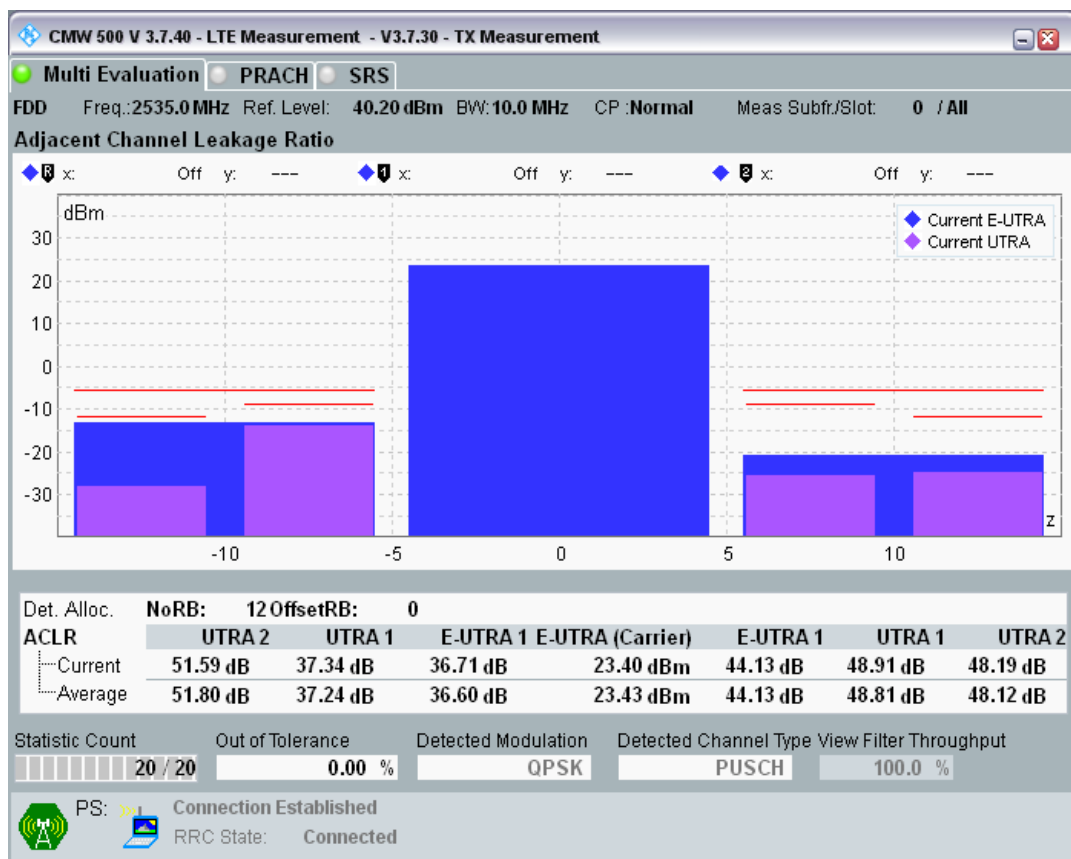 CMW 500 V 3.7.40 - LTE Measurement - V3.7.30 - TX Measurement
Multi Evaluation PRACH SRS
FDD Freq.:2535.0 MHz Ref. Level: 40.20 dBm BW:10.0 MHz CP :Normal Meas Subfr./Slot: 0 / All
Adjacent Channel Leakage Ratio
R x: Off y: --- 1 x: Off y: --- 2 x: Off y: ---
dBm
Current E-UTRA
Current UTRA
30
20
10
0
-10
-20
-30
z
-10 -5 0 5 10
Det. Alloc. NoRB: 12 OffsetRB: 0
ACLR UTRA 2 UTRA 1 E-UTRA 1 E-UTRA (Carrier) E-UTRA 1 UTRA 1 UTRA 2
Current 51.59 dB 37.34 dB 36.71 dB 23.40 dBm 44.13 dB 48.91 dB 48.19 dB
Average 51.80 dB 37.24 dB 36.60 dB 23.43 dBm 44.13 dB 48.81 dB 48.12 dB
Statistic Count Out of Tolerance Detected Modulation Detected Channel Type View Filter Throughput
20 / 20 0.00 % QPSK PUSCH 100.0 %
PS: Connection Established
RRC State: Connected